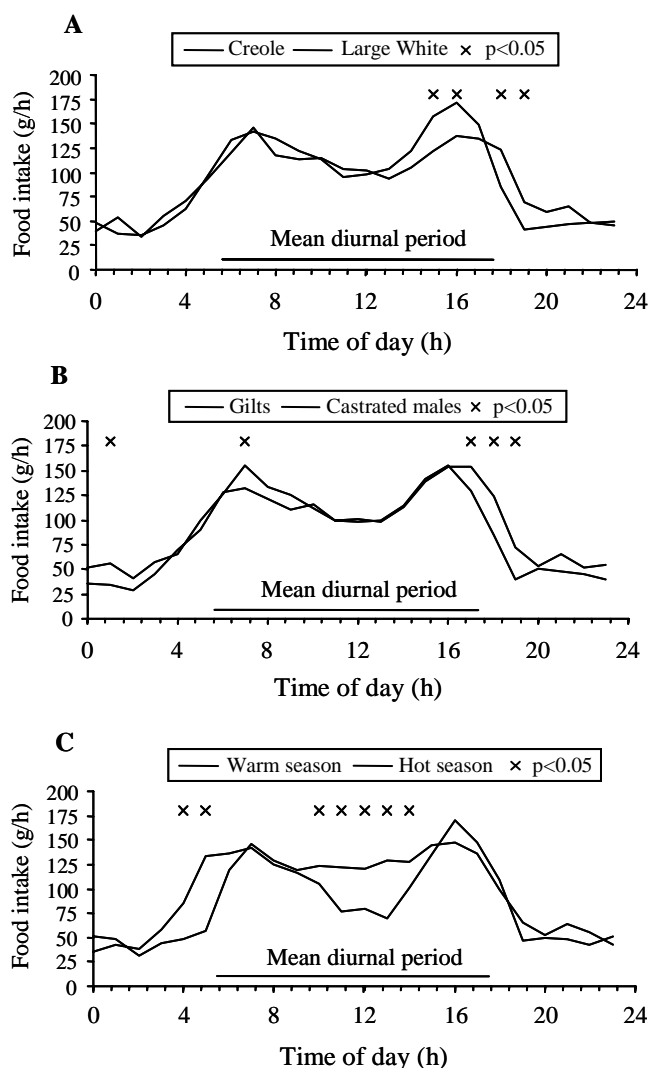 A
Creole Large White × p<0.05
200
175
150
125
100
75
50
25
0
Food intake (g/h)
Mean diurnal period
0 4 8 12 16 20 24
Time of day (h)
B
Gilts Castrated males × p<0.05
200
175
150
125
100
75
50
25
0
Food intake (g/h)
Mean diurnal period
0 4 8 12 16 20 24
Time of day (h)
C
Warm season Hot season × p<0.05
200
175
150
125
100
75
50
25
0
Food intake (g/h)
Mean diurnal period
0 4 8 12 16 20 24
Time of day (h)